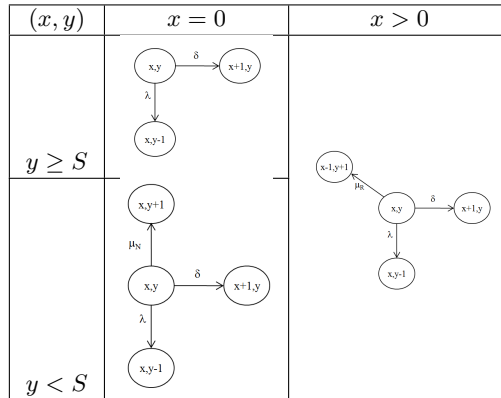 (x, y) x = 0 x > 0
x,y δ x+1,y
λ
x,y-1
y ≥ S
x,y+1
μN
x,y δ x+1,y
λ
x,y-1
y < S
x-1,y+1
μR
x,y δ x+1,y
λ
x,y-1